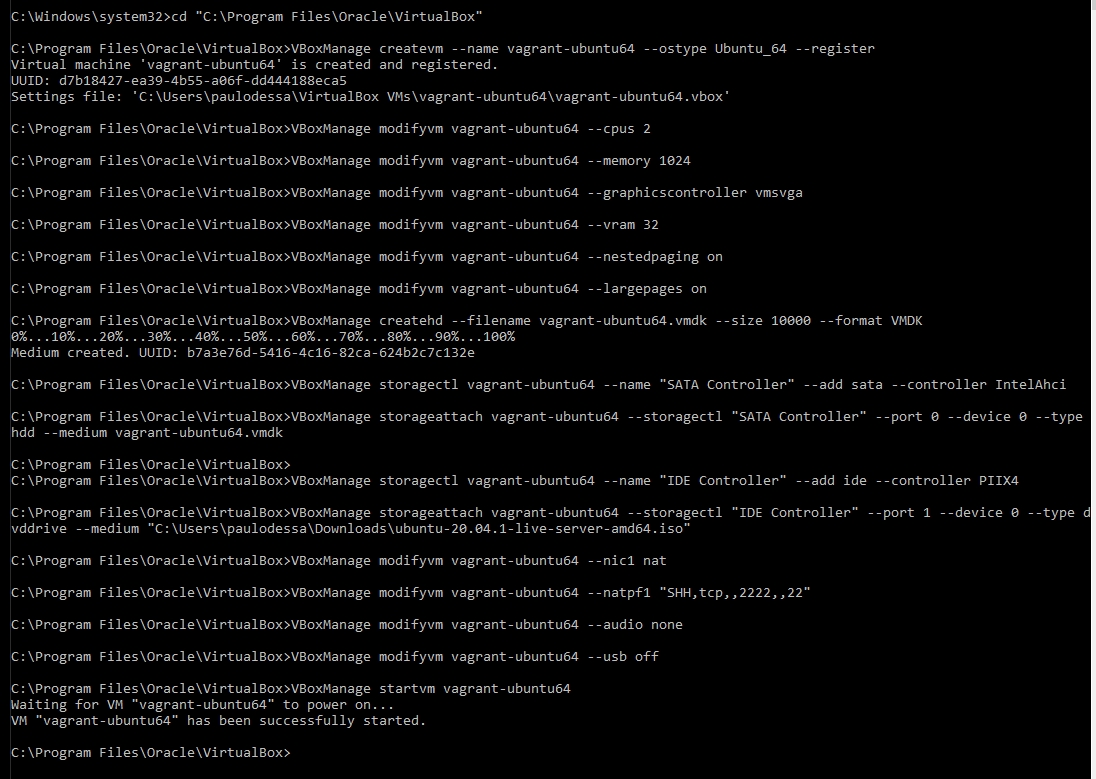 C:\Windows\system32>cd "C:\Program Files\Oracle\VirtualBox"
C:\Program Files\Oracle\VirtualBox>VBoxManage createvm --name vagrant-ubuntu64 --ostype Ubuntu_64 --register
Virtual machine 'vagrant-ubuntu64' is created and registered.
UUID: d7b18427-ea39-4b55-a06f-dd444188eca5
Settings file: 'C:\Users\paulodessa\VirtualBox VMs\vagrant-ubuntu64\vagrant-ubuntu64.vbox'
C:\Program Files\Oracle\VirtualBox>VBoxManage modifyvm vagrant-ubuntu64 --cpus 2
C:\Program Files\Oracle\VirtualBox>VBoxManage modifyvm vagrant-ubuntu64 --memory 1024
C:\Program Files\Oracle\VirtualBox>VBoxManage modifyvm vagrant-ubuntu64 --graphicscontroller vmsvga
C:\Program Files\Oracle\VirtualBox>VBoxManage modifyvm vagrant-ubuntu64 --vram 32
C:\Program Files\Oracle\VirtualBox>VBoxManage modifyvm vagrant-ubuntu64 --nestedpaging on
C:\Program Files\Oracle\VirtualBox>VBoxManage modifyvm vagrant-ubuntu64 --largepages on
C:\Program Files\Oracle\VirtualBox>VBoxManage createhd --filename vagrant-ubuntu64.vmdk --size 10000 --format VMDK
0%...10%...20%...30%...40%...50%...60%...70%...80%...90%...100%
Medium created. UUID: b7a3e76d-5416-4c16-82ca-624b2c7c132e
C:\Program Files\Oracle\VirtualBox>VBoxManage storagectl vagrant-ubuntu64 --name "SATA Controller" --add sata --controller IntelAhci
C:\Program Files\Oracle\VirtualBox>VBoxManage storageattach vagrant-ubuntu64 --storagectl "SATA Controller" --port 0 --device 0 --type
hdd --medium vagrant-ubuntu64.vmdk
C:\Program Files\Oracle\VirtualBox>
C:\Program Files\Oracle\VirtualBox>VBoxManage storagectl vagrant-ubuntu64 --name "IDE Controller" --add ide --controller PIIX4
C:\Program Files\Oracle\VirtualBox>VBoxManage storageattach vagrant-ubuntu64 --storagectl "IDE Controller" --port 1 --device 0 --type d
vddrive --medium "C:\Users\paulodessa\Downloads\ubuntu-20.04.1-live-server-amd64.iso"
C:\Program Files\Oracle\VirtualBox>VBoxManage modifyvm vagrant-ubuntu64 --nic1 nat
C:\Program Files\Oracle\VirtualBox>VBoxManage modifyvm vagrant-ubuntu64 --natpf1 "SHH,tcp,,2222,,22"
C:\Program Files\Oracle\VirtualBox>VBoxManage modifyvm vagrant-ubuntu64 --audio none
C:\Program Files\Oracle\VirtualBox>VBoxManage modifyvm vagrant-ubuntu64 --usb off
C:\Program Files\Oracle\VirtualBox>VBoxManage startvm vagrant-ubuntu64
Waiting for VM "vagrant-ubuntu64" to power on...
VM "vagrant-ubuntu64" has been successfully started.
C:\Program Files\Oracle\VirtualBox>